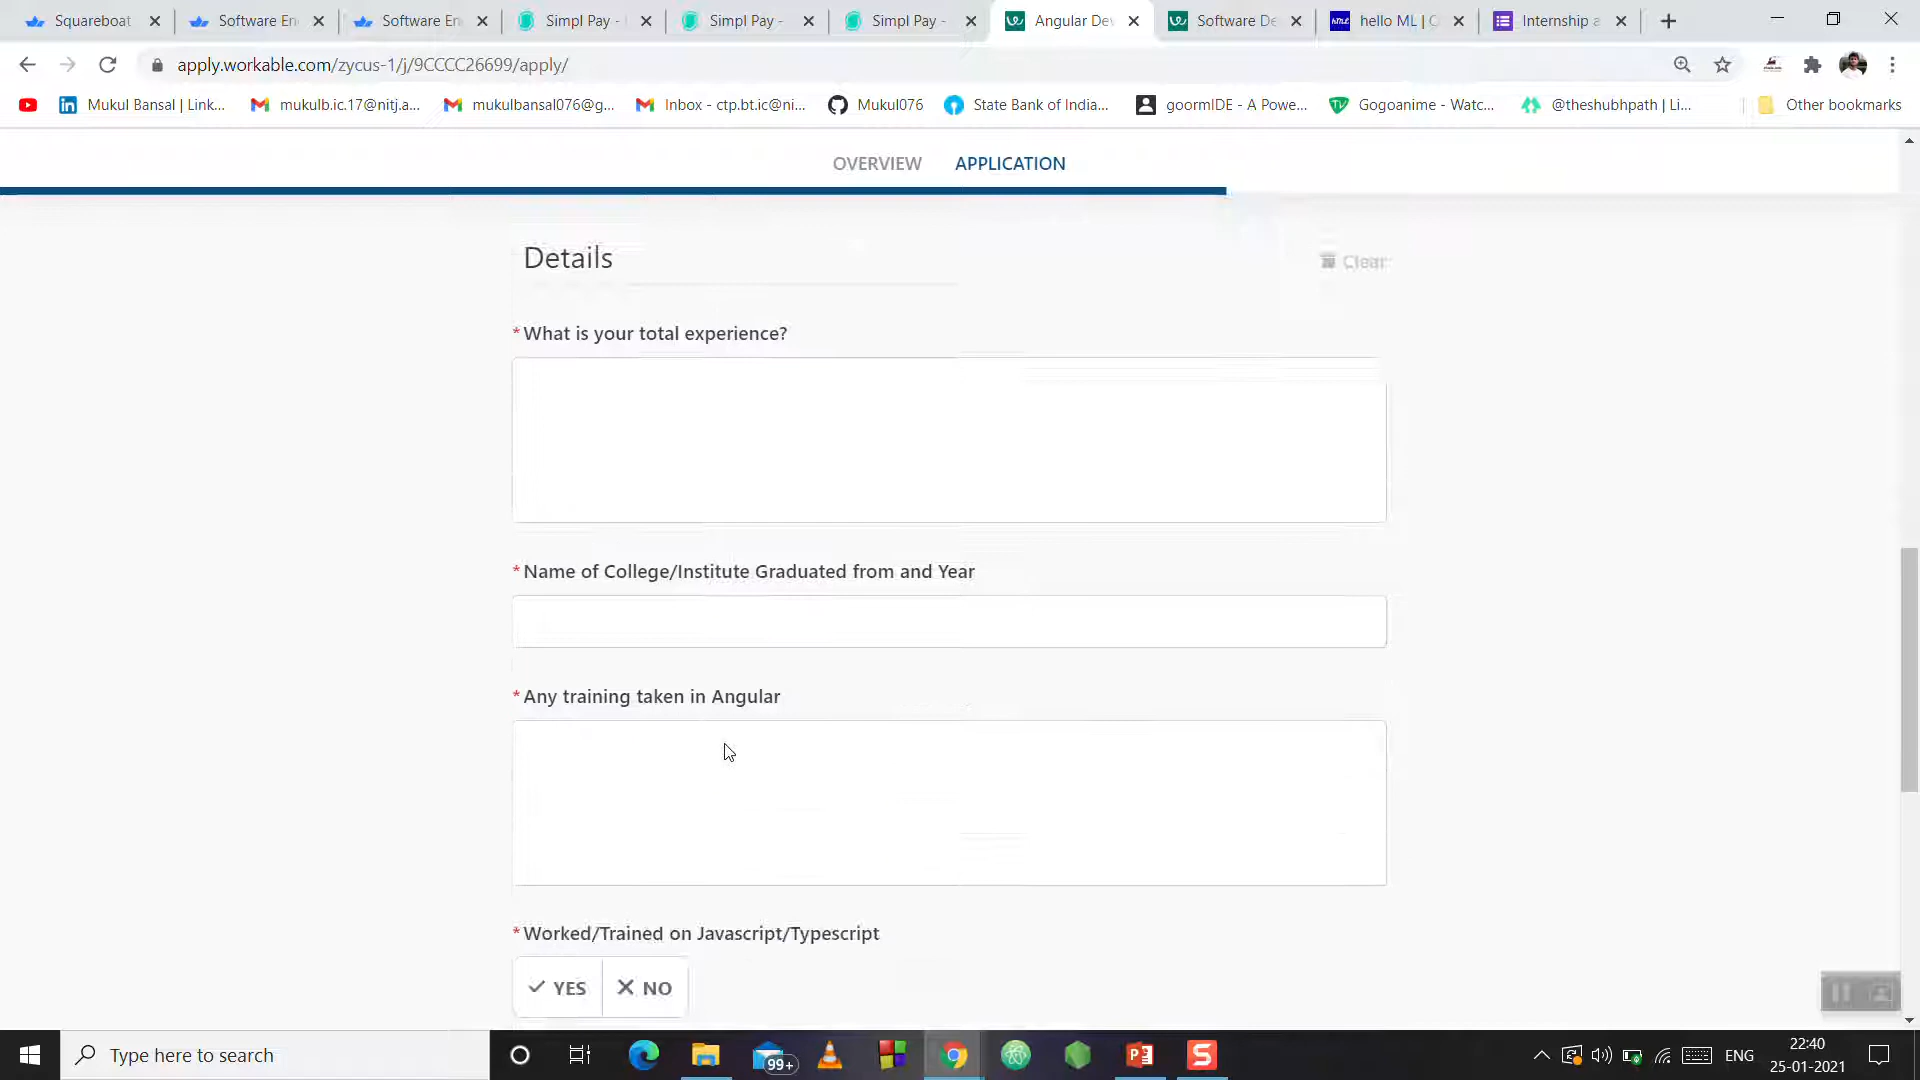 Squareboat
Software En
Software En
Simpl Pay -
Simpl Pay -
Simpl Pay -
Angular Dev
Software De
hello ML | C
Internship a
apply.workable.com/zycus-1/j/9CCCC26699/apply/
Mukul Bansal | Link...
mukulb.ic.17@nitj.a...
mukulbansal076@g...
Inbox - ctp.bt.ic@ni...
Mukul076
State Bank of India...
goormIDE - A Powe...
Gogoanime - Watc...
@theshubhpath | Li...
Other bookmarks
OVERVIEW
APPLICATION
Details
Clear
*What is your total experience?
*Name of College/Institute Graduated from and Year
*Any training taken in Angular
*Worked/Trained on Javascript/Typescript
YES
NO
Type here to search
99+
ENG
22:40
25-01-2021